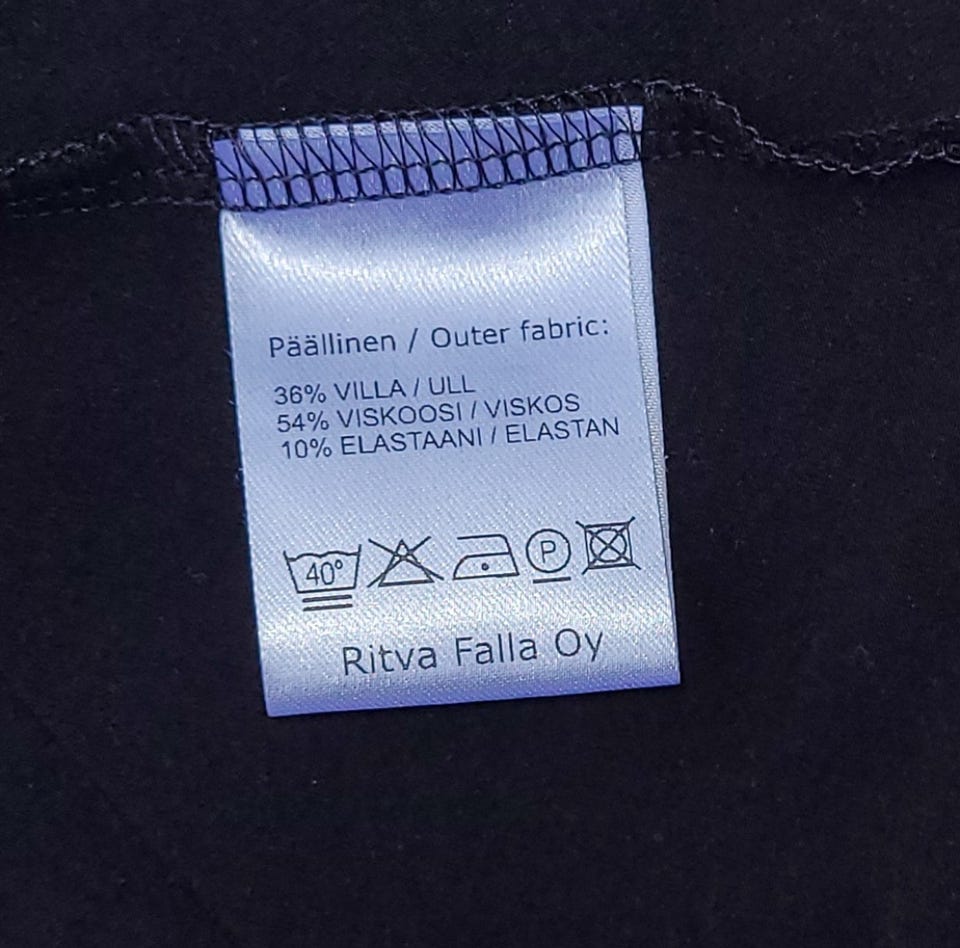 Päällinen / Outer fabric:
36% VILLA / ULL
54% VISKOOSI / VISKOS
10% ELASTAANI / ELASTAN
40° P
Ritva Falla Oy